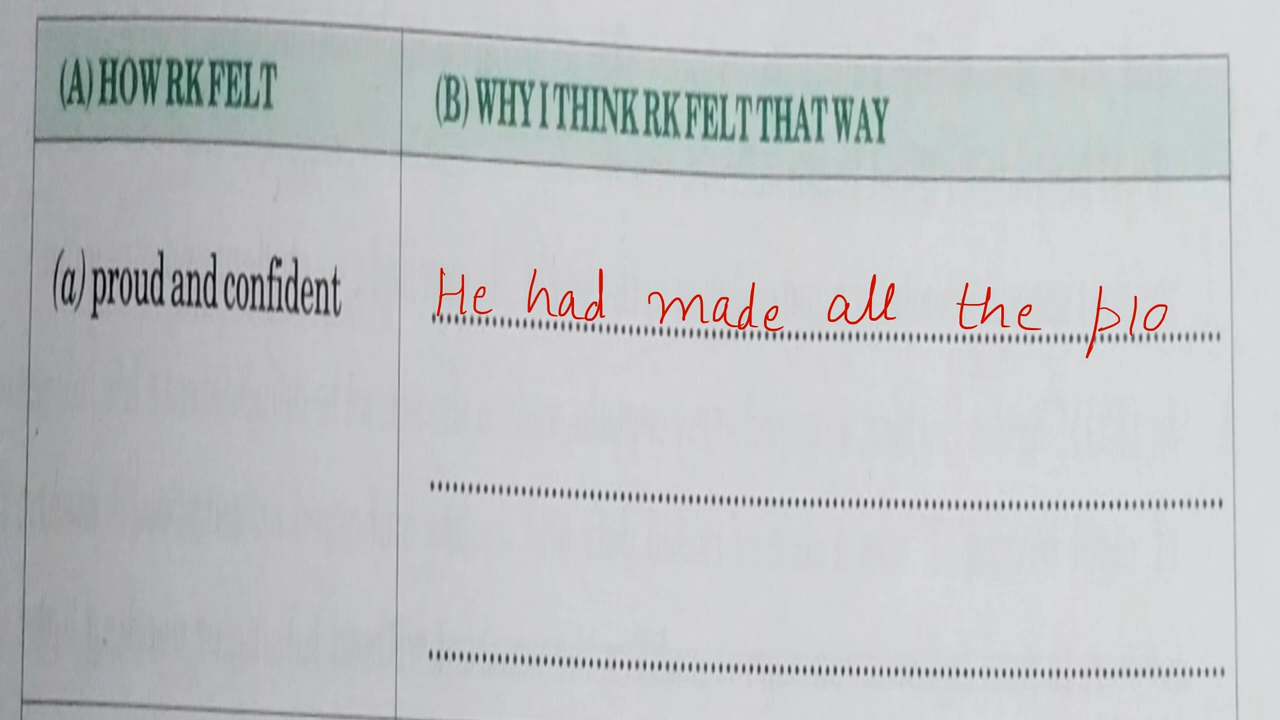 (A) HOW RK FELT
(B) WHY I THINK RK FELT THAT WAY
(a) proud and confident
He had made all the plo